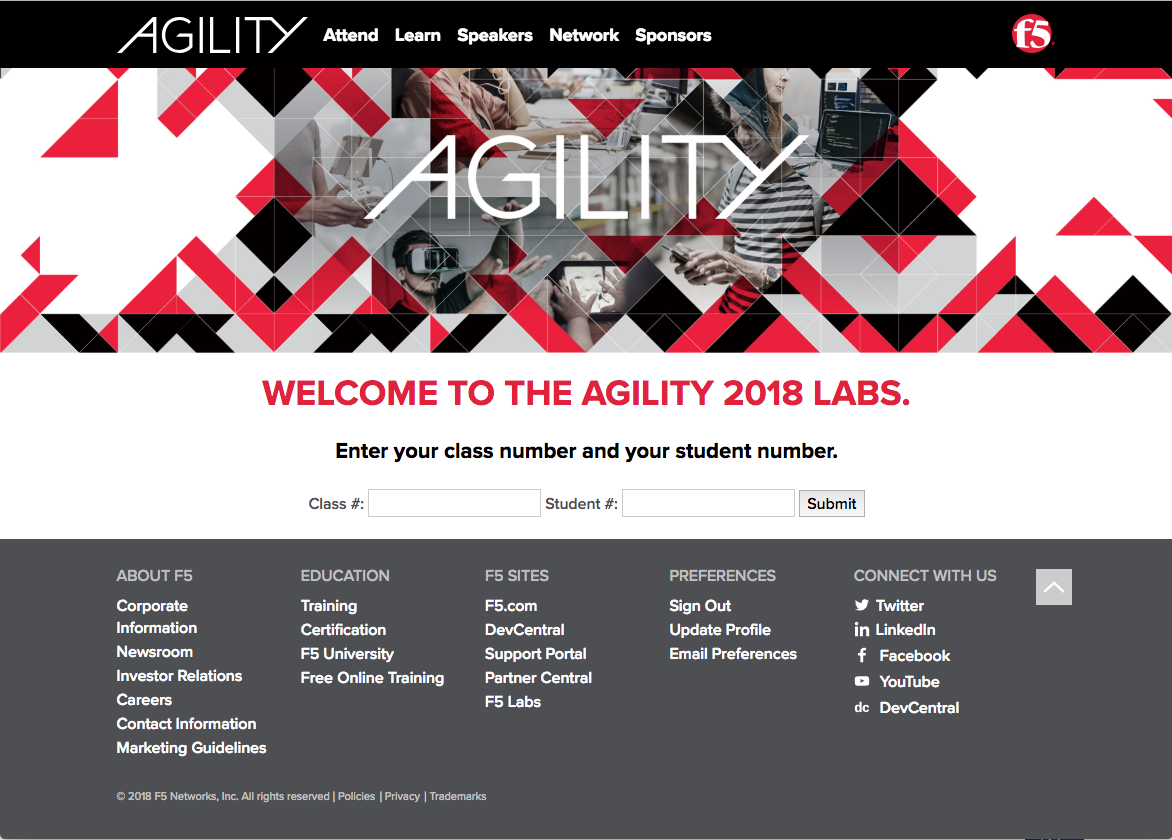 AGILITY Attend Learn Speakers Network Sponsors f5
AGILITY
WELCOME TO THE AGILITY 2018 LABS.
Enter your class number and your student number.
Class #: Student #: Submit
ABOUT F5
Corporate
Information
Newsroom
Investor Relations
Careers
Contact Information
Marketing Guidelines
EDUCATION
Training
Certification
F5 University
Free Online Training
F5 SITES
F5.com
DevCentral
Support Portal
Partner Central
F5 Labs
PREFERENCES
Sign Out
Update Profile
Email Preferences
CONNECT WITH US
Twitter
in LinkedIn
f Facebook
YouTube
dc DevCentral
© 2018 F5 Networks, Inc. All rights reserved | Policies | Privacy | Trademarks